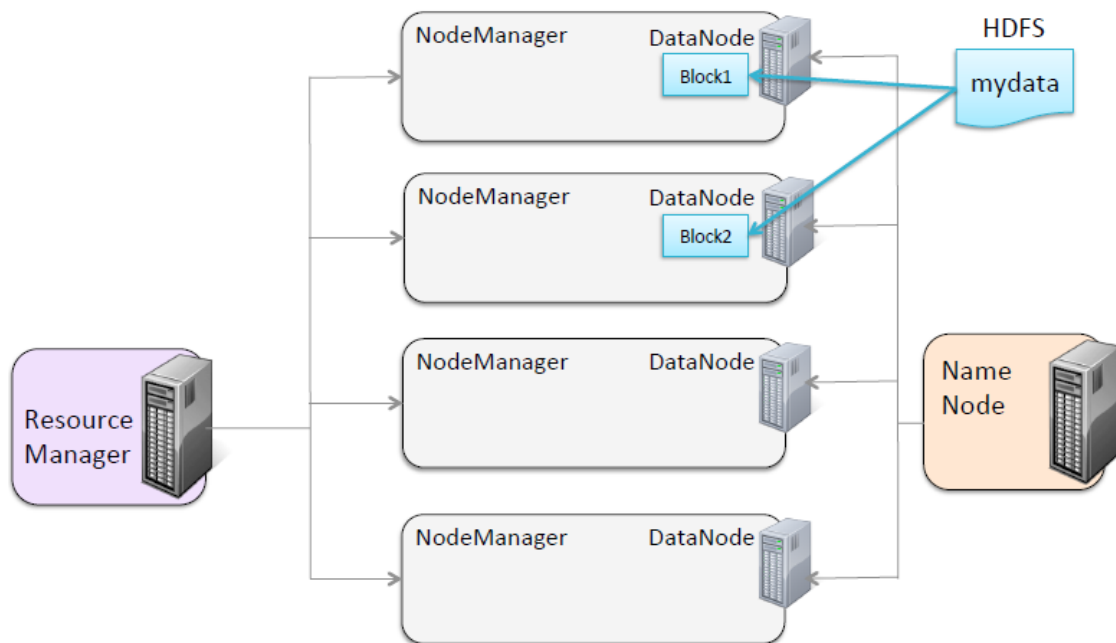 NodeManager
DataNode
Block1
HDFS
mydata
NodeManager
DataNode
Block2
NodeManager
DataNode
Resource
Manager
Name
Node
NodeManager
DataNode